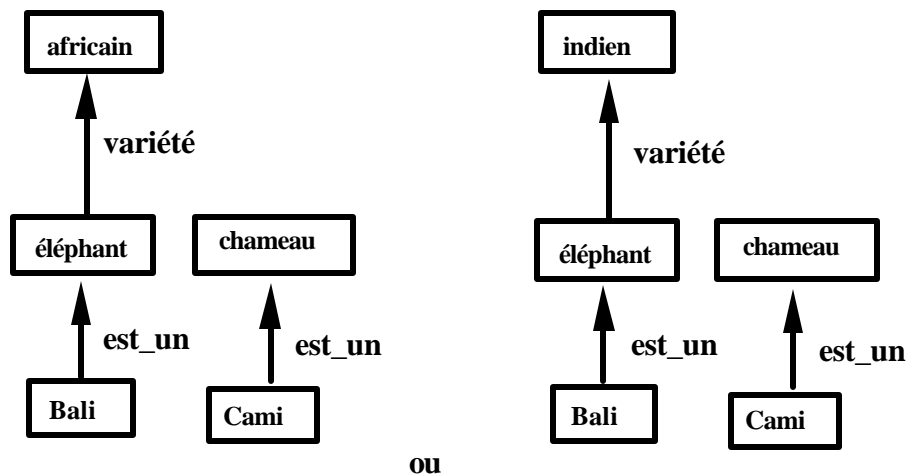 africain
indien
variété
variété
éléphant
chameau
éléphant
chameau
est_un
est_un
est_un
est_un
Bali
Cami
Bali
Cami
ou